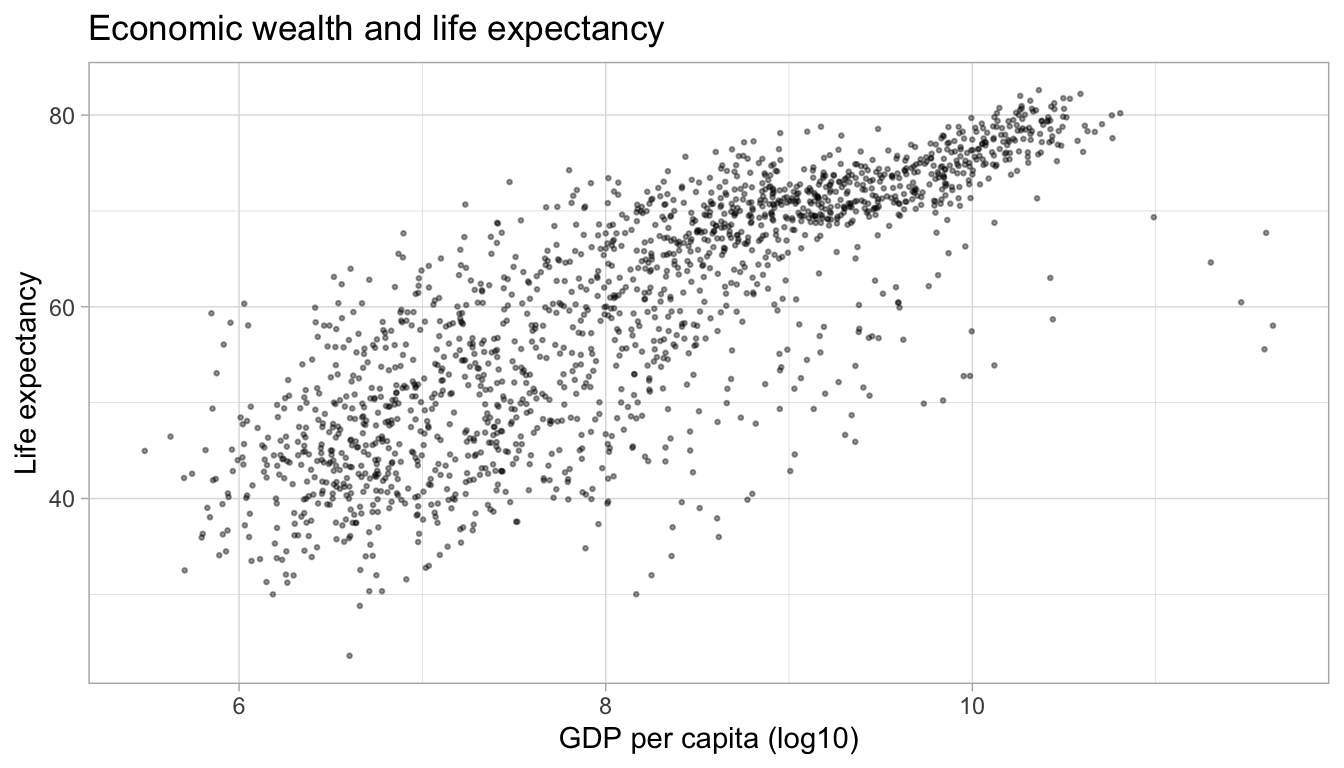 Economic wealth and life expectancy
80
60
40
Life expectancy
6 8 10
GDP per capita (log10)